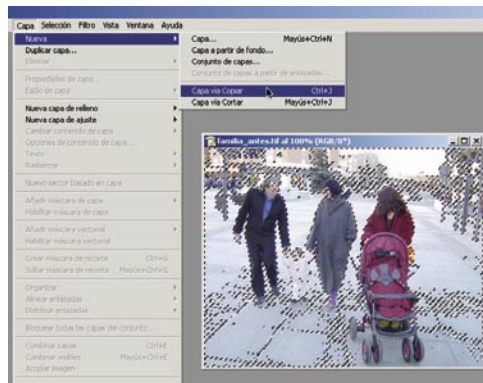 Capa Selección Filtro Vista Ventana Ayuda
Nueva
Duplicar capa...
Eliminar
Propiedades de capa...
Estilo de capa
Nueva capa de relleno
Nueva capa de ajuste
Cambiar contenido de capa
Opciones de contenido de capa...
Texto
Rasterizar
Nuevo sector basado en capa
Añadir máscara de capa
Habilitar máscara de capa
Añadir máscara vectorial
Habilitar máscara vectorial
Crear máscara de recorte Ctrl+G
Soltar máscara de recorte Mayús+Ctrl+G
Organizar
Alinear enlazadas
Distribuir enlazadas
Bloquear todas las capas del conjunto...
Combinar capas Ctrl+E
Combinar visibles Mayús+Ctrl+E
Acoplar imagen
Capa... Mayús+Ctrl+N
Capa a partir de fondo...
Conjunto de capas...
Conjunto de capas a partir de enlazadas...
Capa vía Copiar Ctrl+J
Capa vía Cortar Mayús+Ctrl+J
familia_antes.tif al 100% (RGB/8*)